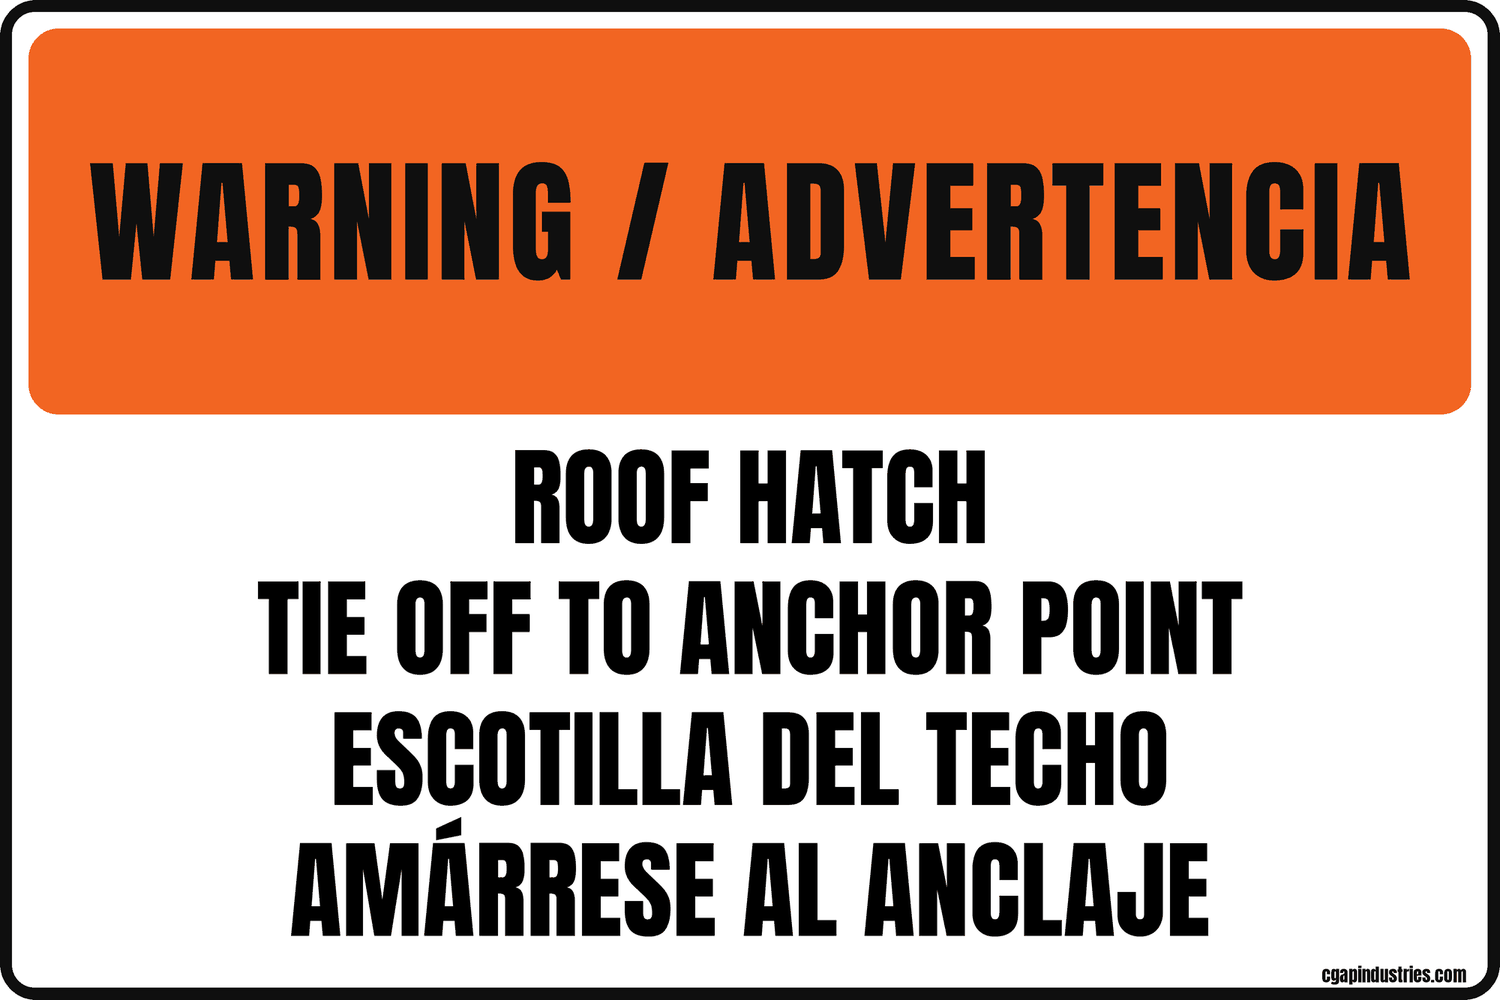 WARNING / ADVERTENCIA
ROOF HATCH
TIE OFF TO ANCHOR POINT
ESCOTILLA DEL TECHO
AMÁRRESE AL ANCLAJE
cgapindustries.com